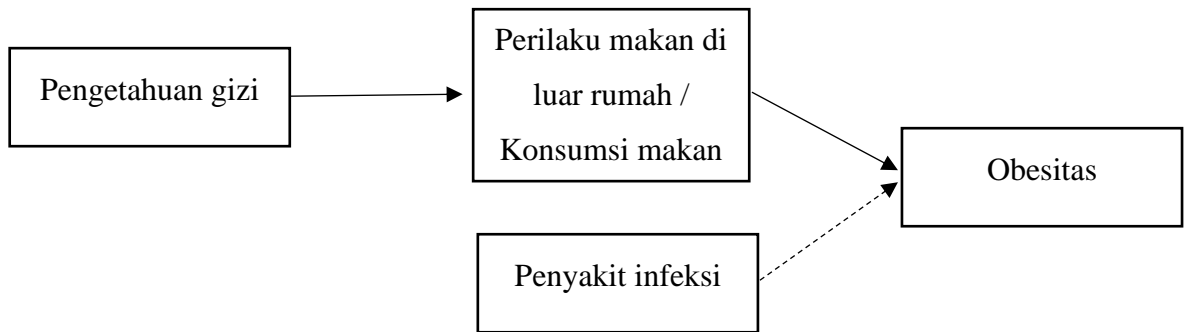 Pengetahuan gizi
Perilaku makan di
luar rumah /
Konsumsi makan
Obesitas
Penyakit infeksi